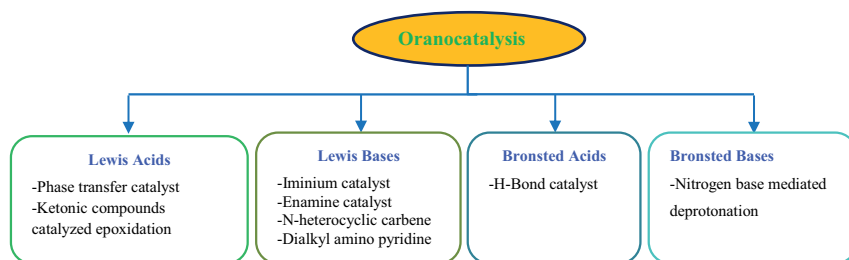 Oranocatalysis
Lewis Acids
-Phase transfer catalyst
-Ketonic compounds
catalyzed epoxidation
Lewis Bases
-Iminium catalyst
-Enamine catalyst
-N-heterocyclic carbene
-Dialkyl amino pyridine
Bronsted Acids
-H-Bond catalyst
Bronsted Bases
-Nitrogen base mediated
deprotonation